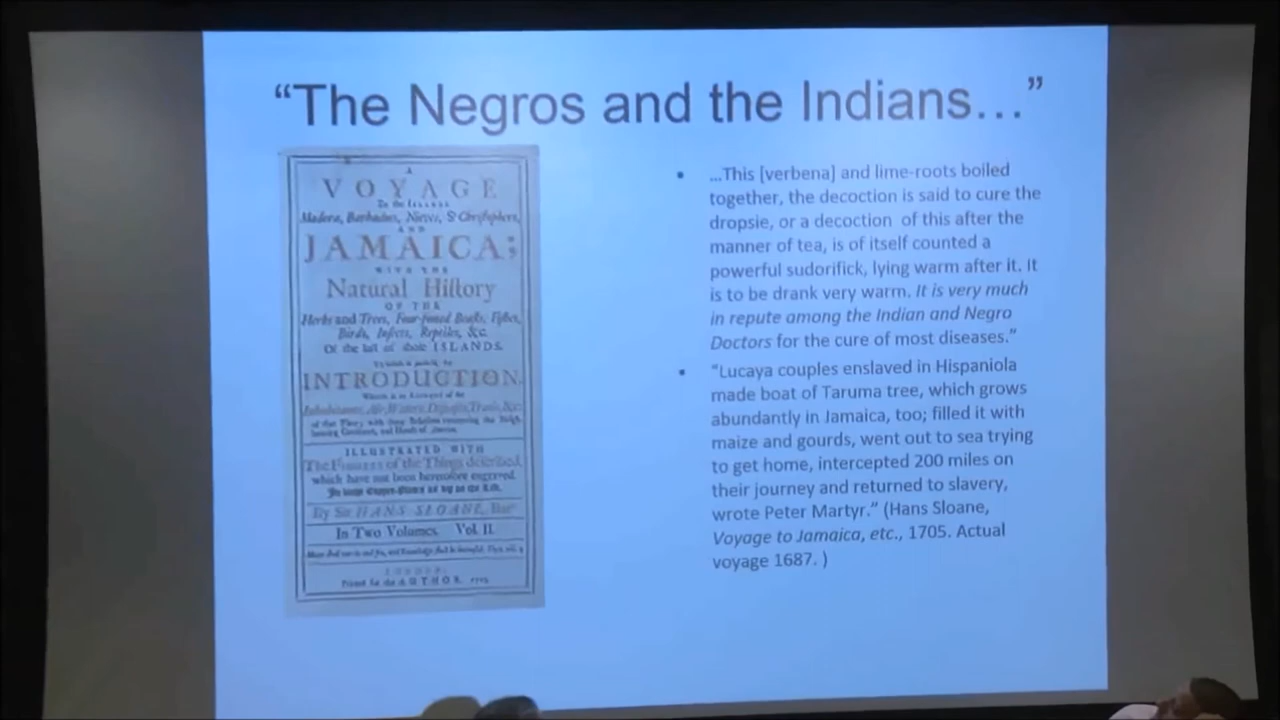 “The Negros and the Indians...”
A
VOYAGE
To the ISLANDS
Madera, Barbados, Nieves, S' Christophers,
AND
JAMAICA;
WITH THE
Natural History
OF THE
Herbs and Trees, Four-footed Beasts, Fishes,
Birds, Insects, Reptiles, &c.
Of the last of those ISLANDS.
INTRODUCTION,
of that Place
ILLUSTRATED WITH
The Figures of the Things described,
which have not been heretofore engraved.
By Sir HANS SLOANE, Bar
In Two Volumes. Vol. II.
LONDON:
Printed for the AUTHOR,
...This [verbena] and lime-roots boiled
together, the decoction is said to cure the
dropsie, or a decoction of this after the
manner of tea, is of itself counted a
powerful sudorifick, lying warm after it. It
is to be drank very warm. It is very much
in repute among the Indian and Negro
Doctors for the cure of most diseases.”
“Lucaya couples enslaved in Hispaniola
made boat of Taruma tree, which grows
abundantly in Jamaica, too; filled it with
maize and gourds, went out to sea trying
to get home, intercepted 200 miles on
their journey and returned to slavery,
wrote Peter Martyr.” (Hans Sloane,
Voyage to Jamaica, etc., 1705. Actual
voyage 1687. )